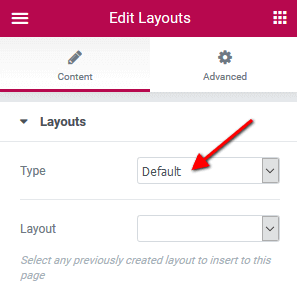 Edit Layouts
Content Advanced
Layouts
Type Default
Layout
Select any previously created layout to insert to this
page